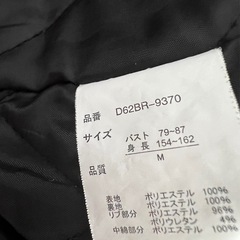 品番 D62BR-9370
サイズ バスト 79~87
身長 154~162
M
品質
表地 ポリエステル 100%
裏地 ポリエステル 100%
リブ部分 ポリエステル 96%
ポリウレタン 4%
中綿部分 ポリエステル 100%